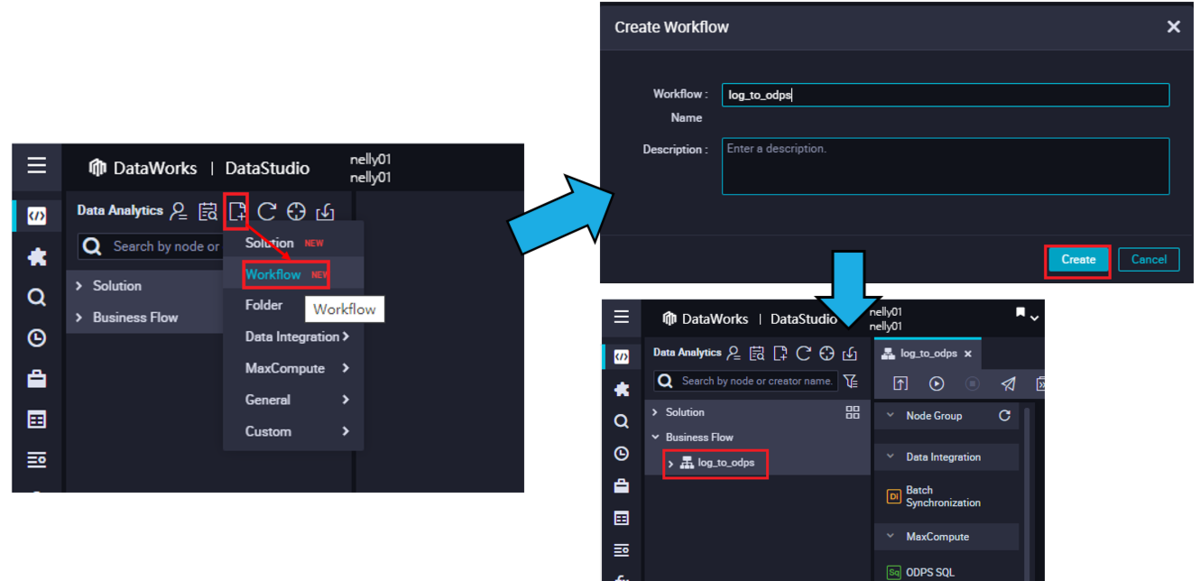 DataWorks | DataStudio
nelly01
nelly01
Data Analytics
Search by node or
Solution NEW
Workflow NEW
Folder
Workflow
Data Integration
MaxCompute
General
Custom
Solution
Business Flow
Create Workflow
Workflow :
Name
log_to_odps
Description :
Enter a description.
Create
Cancel
DataWorks | DataStudio
nelly01
nelly01
Data Analytics
Search by node or creator name.
Solution
Business Flow
log_to_odps
log_to_odps
Node Group
Data Integration
DI
Batch
Synchronization
MaxCompute
Sq ODPS SQL